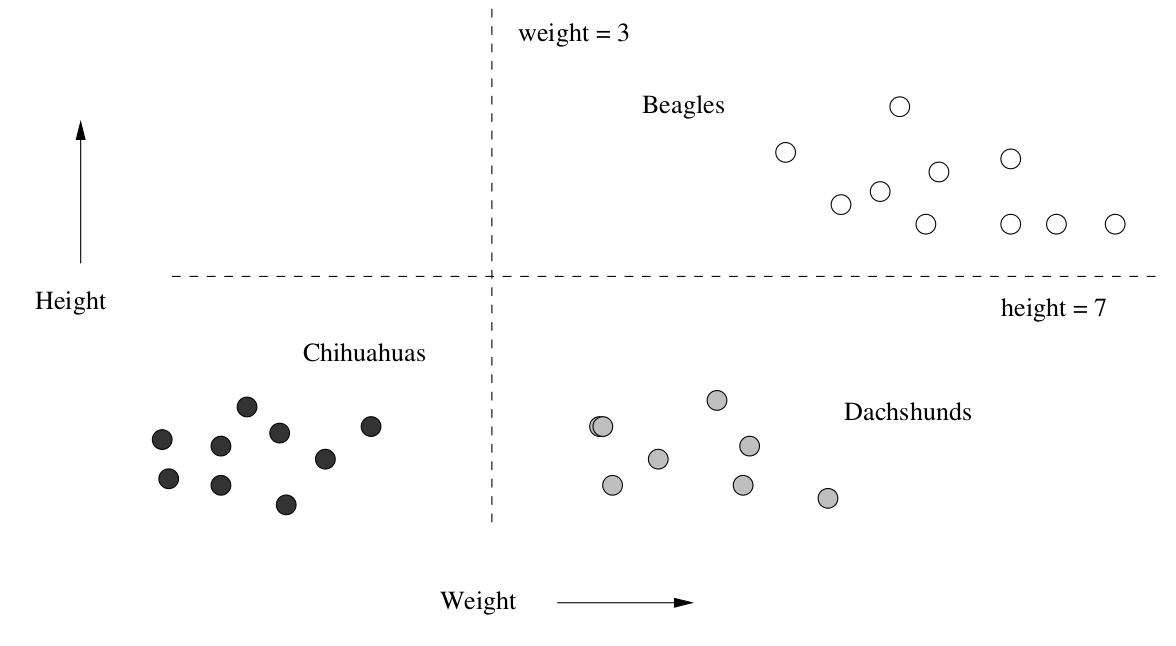 weight = 3
Beagles
Height
height = 7
Chihuahuas
Dachshunds
Weight